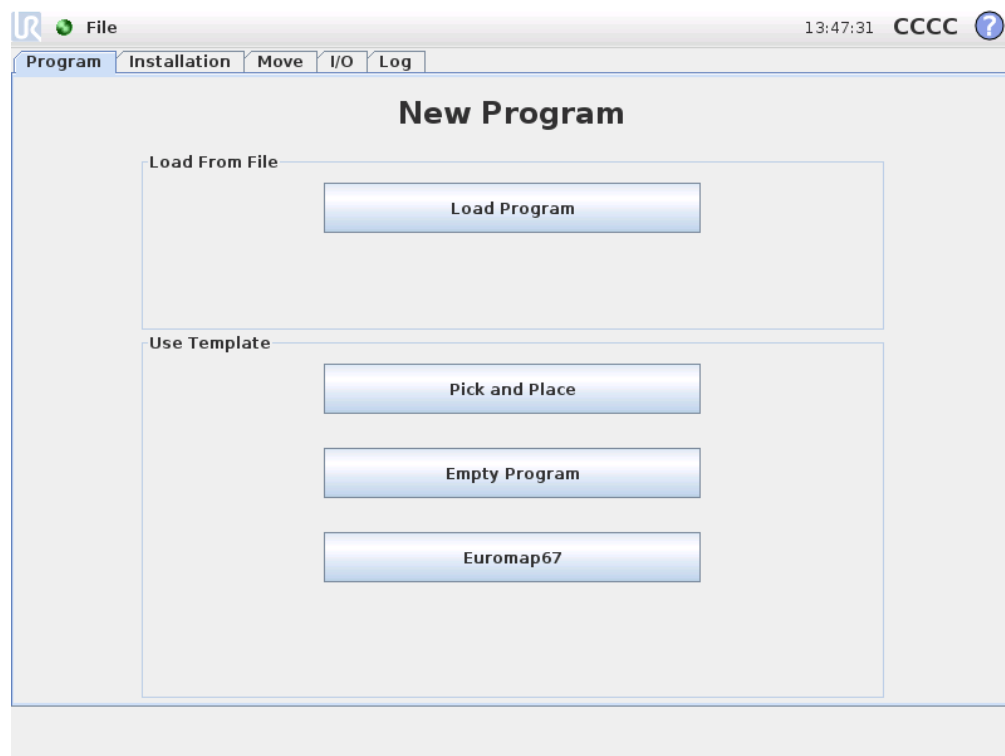 UR File 13:47:31 CCCC ?
Program Installation Move I/O Log
New Program
Load From File
Load Program
Use Template
Pick and Place
Empty Program
Euromap67